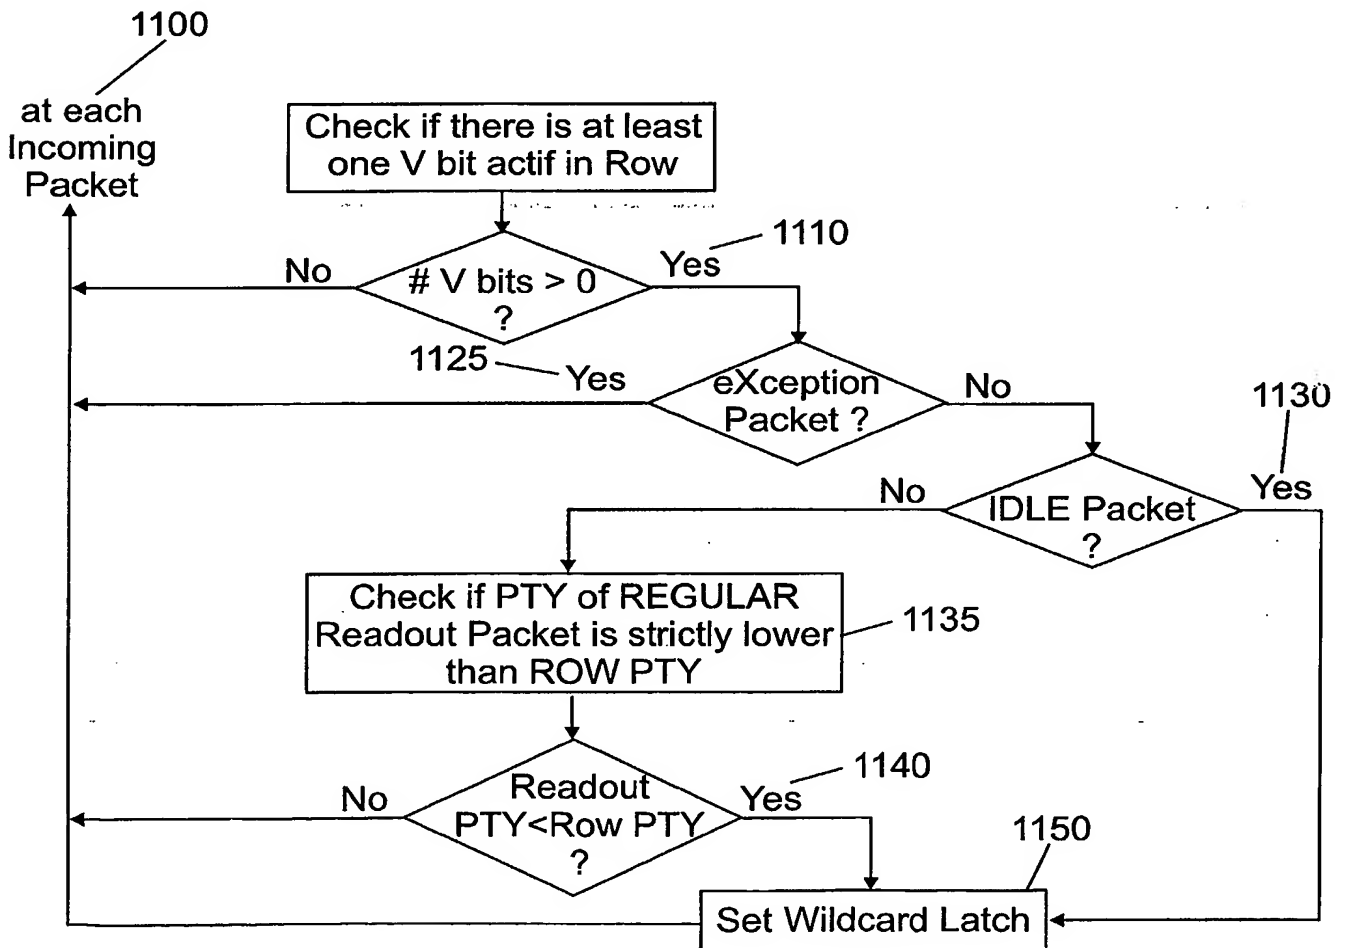 1100
at each
Incoming
Packet
Check if there is at least
one V bit actif in Row
1110
No
Yes
# V bits > 0
?
1125
Yes
eXception
Packet ?
No
1130
No
Yes
IDLE Packet
?
Check if PTY of REGULAR
Readout Packet is strictly lower
than ROW PTY
1135
1140
No
Readout
PTY<Row PTY
?
Yes
1150
Set Wildcard Latch